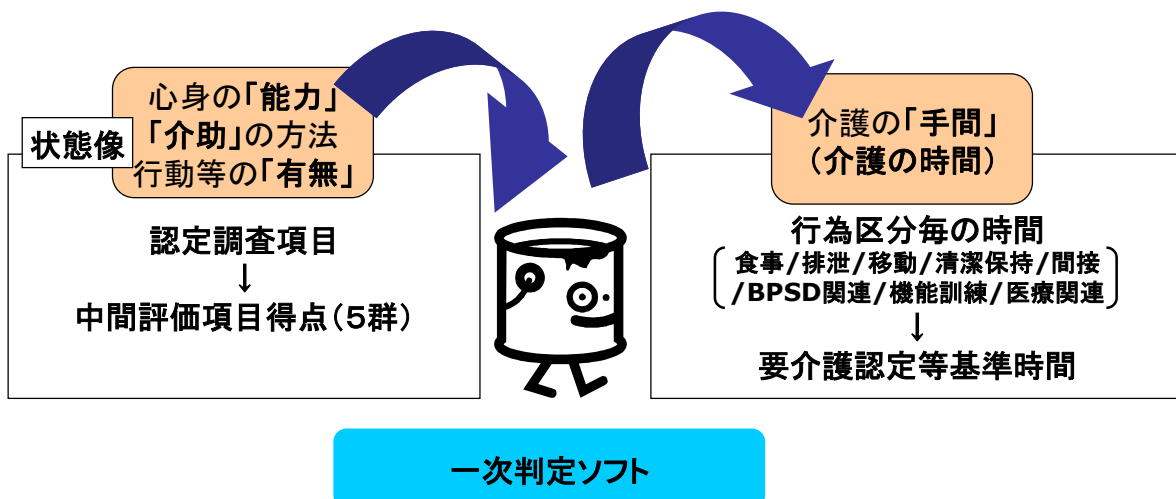 状態像
心身の「能力」
「介助」の方法
行動等の「有無」
認定調査項目
↓
中間評価項目得点(5群)
介護の「手間」
(介護の時間)
行為区分毎の時間
食事/排泄/移動/清潔保持/間接
/BPSD関連/機能訓練/医療関連
↓
要介護認定等基準時間
一次判定ソフト